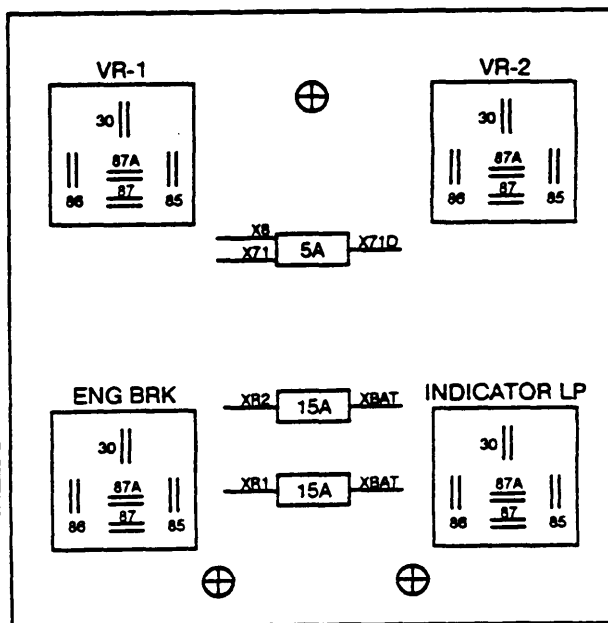 VR-1
VR-2
30
87A
86
87
85
30
87A
86
87
85
X8
X71
5A
X71D
ENG BRK
INDICATOR LP
XR2
15A
XBAT
XR1
15A
XBAT
30
87A
86
87
85
30
87A
86
87
85